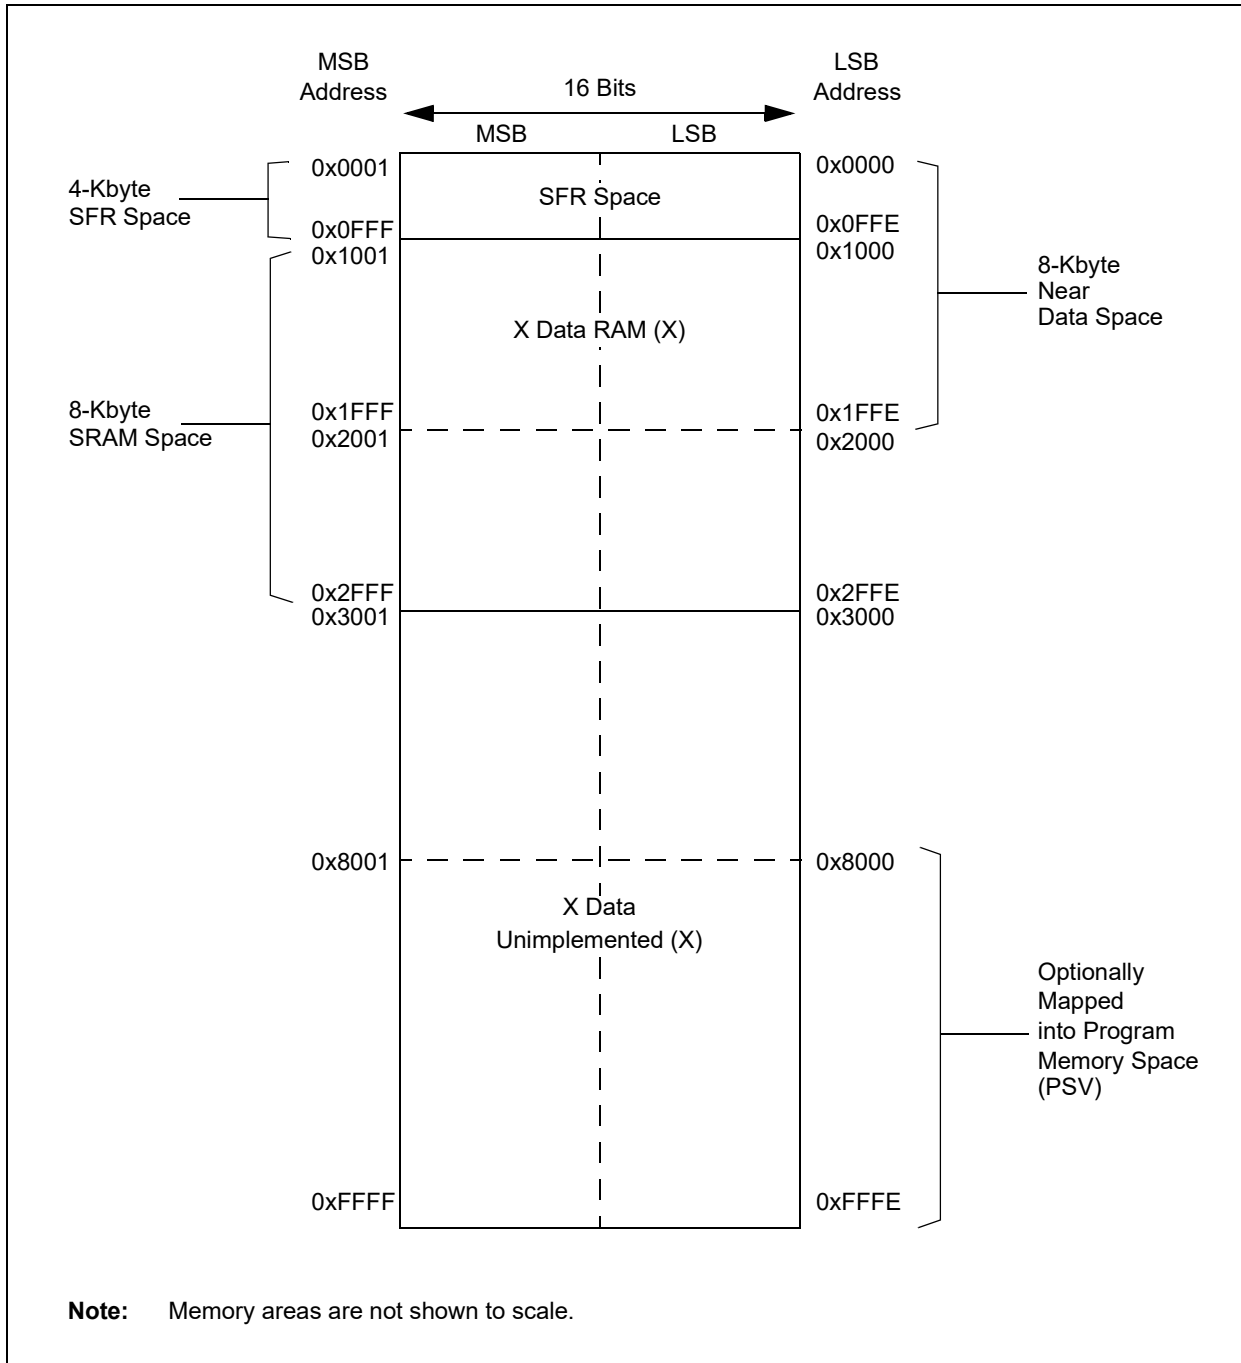 MSB
Address
16 Bits
LSB
Address
MSB
LSB
0x0001
0x0000
4-Kbyte
SFR Space
SFR Space
0x0FFF
0x0FFE
0x1001
0x1000
8-Kbyte
Near
Data Space
X Data RAM (X)
8-Kbyte
SRAM Space
0x1FFF
0x1FFE
0x2001
0x2000
0x2FFF
0x2FFE
0x3001
0x3000
0x8001
0x8000
X Data
Unimplemented (X)
Optionally
Mapped
into Program
Memory Space
(PSV)
0xFFFF
0xFFFE
Note: Memory areas are not shown to scale.